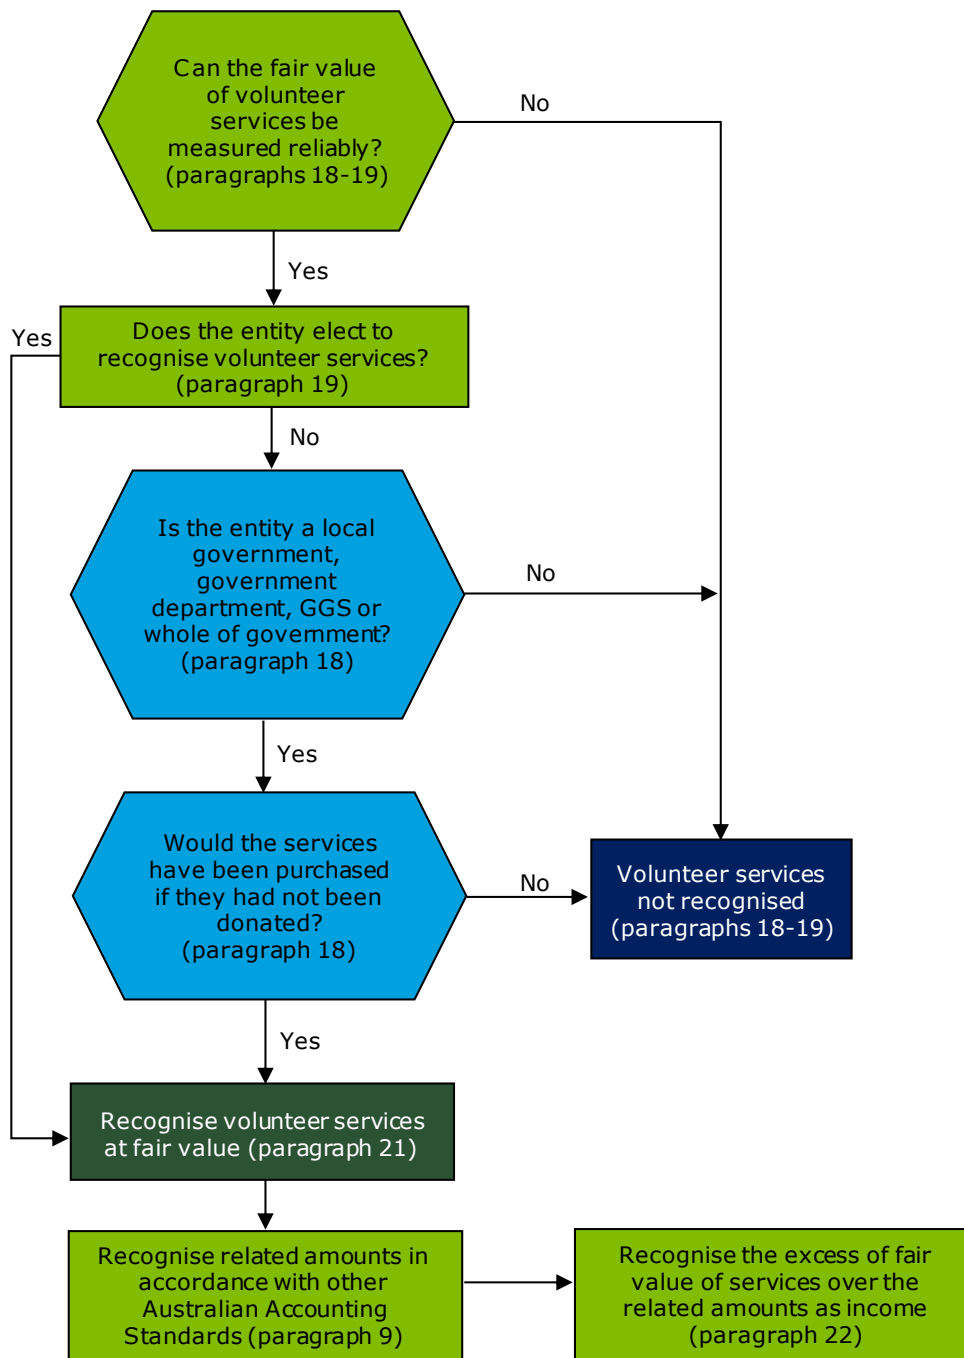 Can the fair value
of volunteer
services be
measured reliably?
(paragraphs 18-19)
No
Yes
Yes
Does the entity elect to
recognise volunteer services?
(paragraph 19)
No
Is the entity a local
government,
government
department, GGS or
whole of government?
(paragraph 18)
No
Yes
Would the services
have been purchased
if they had not been
donated?
(paragraph 18)
No
Volunteer services
not recognised
(paragraphs 18-19)
Yes
Recognise volunteer services
at fair value (paragraph 21)
Recognise related amounts in
accordance with other
Australian Accounting
Standards (paragraph 9)
Recognise the excess of fair
value of services over the
related amounts as income
(paragraph 22)